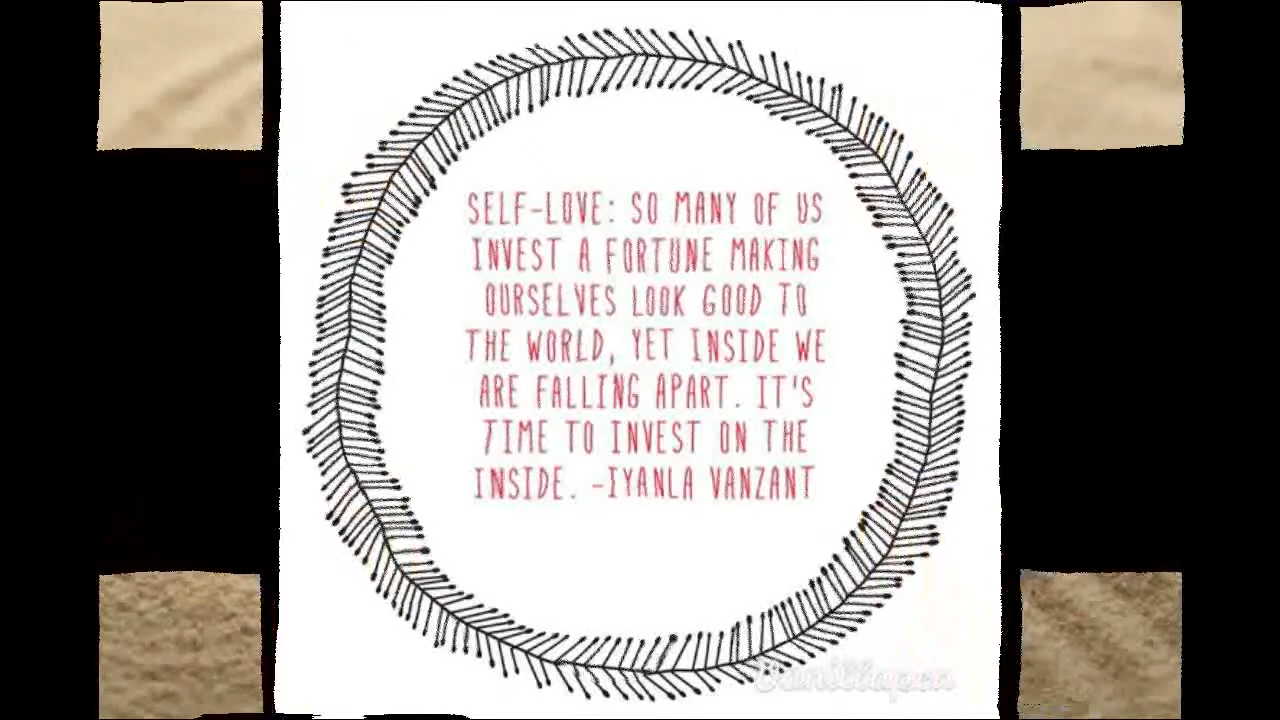 SELF-LOVE: SO MANY OF US
INVEST A FORTUNE MAKING
OURSELVES LOOK GOOD TO
THE WORLD, YET INSIDE WE
ARE FALLING APART. IT'S
TIME TO INVEST ON THE
INSIDE. -IYANLA VANZANT